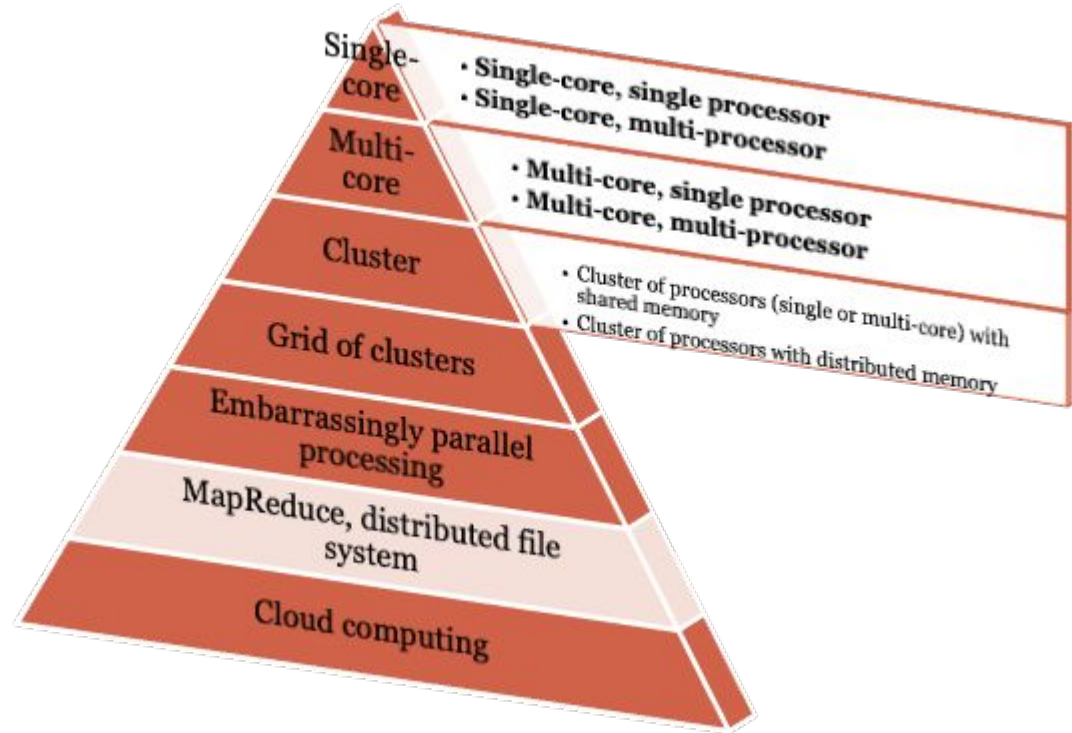 Single-
core
• Single-core, single processor
• Single-core, multi-processor
Multi-
core
• Multi-core, single processor
• Multi-core, multi-processor
Cluster
• Cluster of processors (single or multi-core) with
shared memory
• Cluster of processors with distributed memory
Grid of clusters
Embarrassingly parallel
processing
MapReduce, distributed file
system
Cloud computing